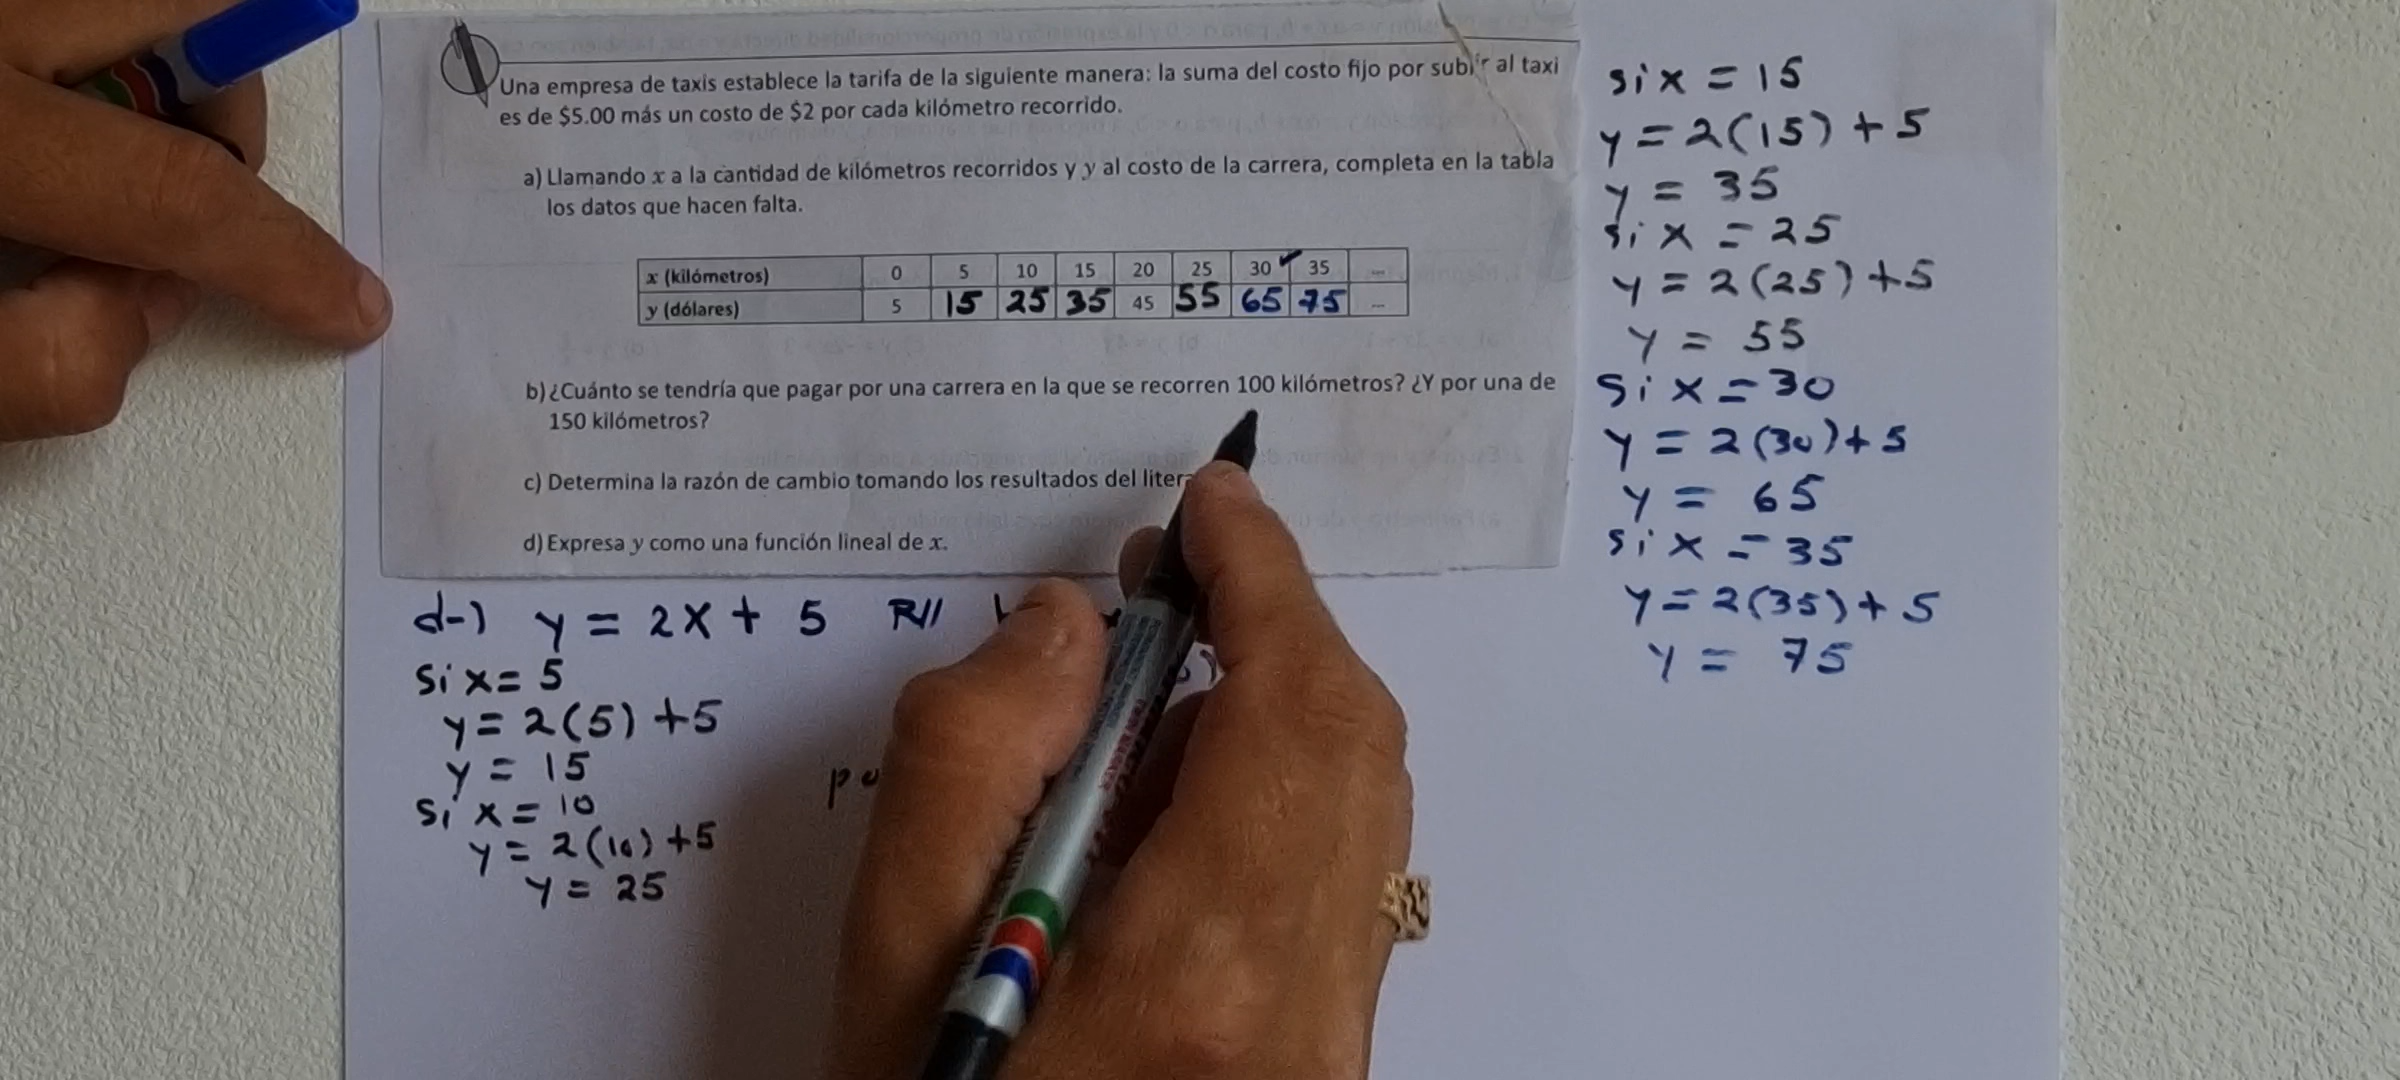 Una empresa de taxis establece la tarifa de la siguiente manera: la suma del costo fijo por subir al taxi
es de $5.00 más un costo de $2 por cada kilómetro recorrido.
a) Llamando x a la cantidad de kilómetros recorridos y y al costo de la carrera, completa en la tabla
los datos que hacen falta.
x (kilómetros) 0 5 10 15 20 25 30 35 ...
y (dólares) 5 15 25 35 45 55 65 75 ...
b) ¿Cuánto se tendría que pagar por una carrera en la que se recorren 100 kilómetros? ¿Y por una de
150 kilómetros?
c) Determina la razón de cambio tomando los resultados del
d) Expresa y como una función lineal de x.
d-) y = 2x + 5 R//
si x = 5
y = 2(5) + 5
y = 15
si x = 10
y = 2(10) + 5
y = 25
si x = 15
y = 2(15) + 5
y = 35
si x = 25
y = 2(25) + 5
y = 55
si x = 30
y = 2(30) + 5
y = 65
si x = 35
y = 2(35) + 5
y = 75